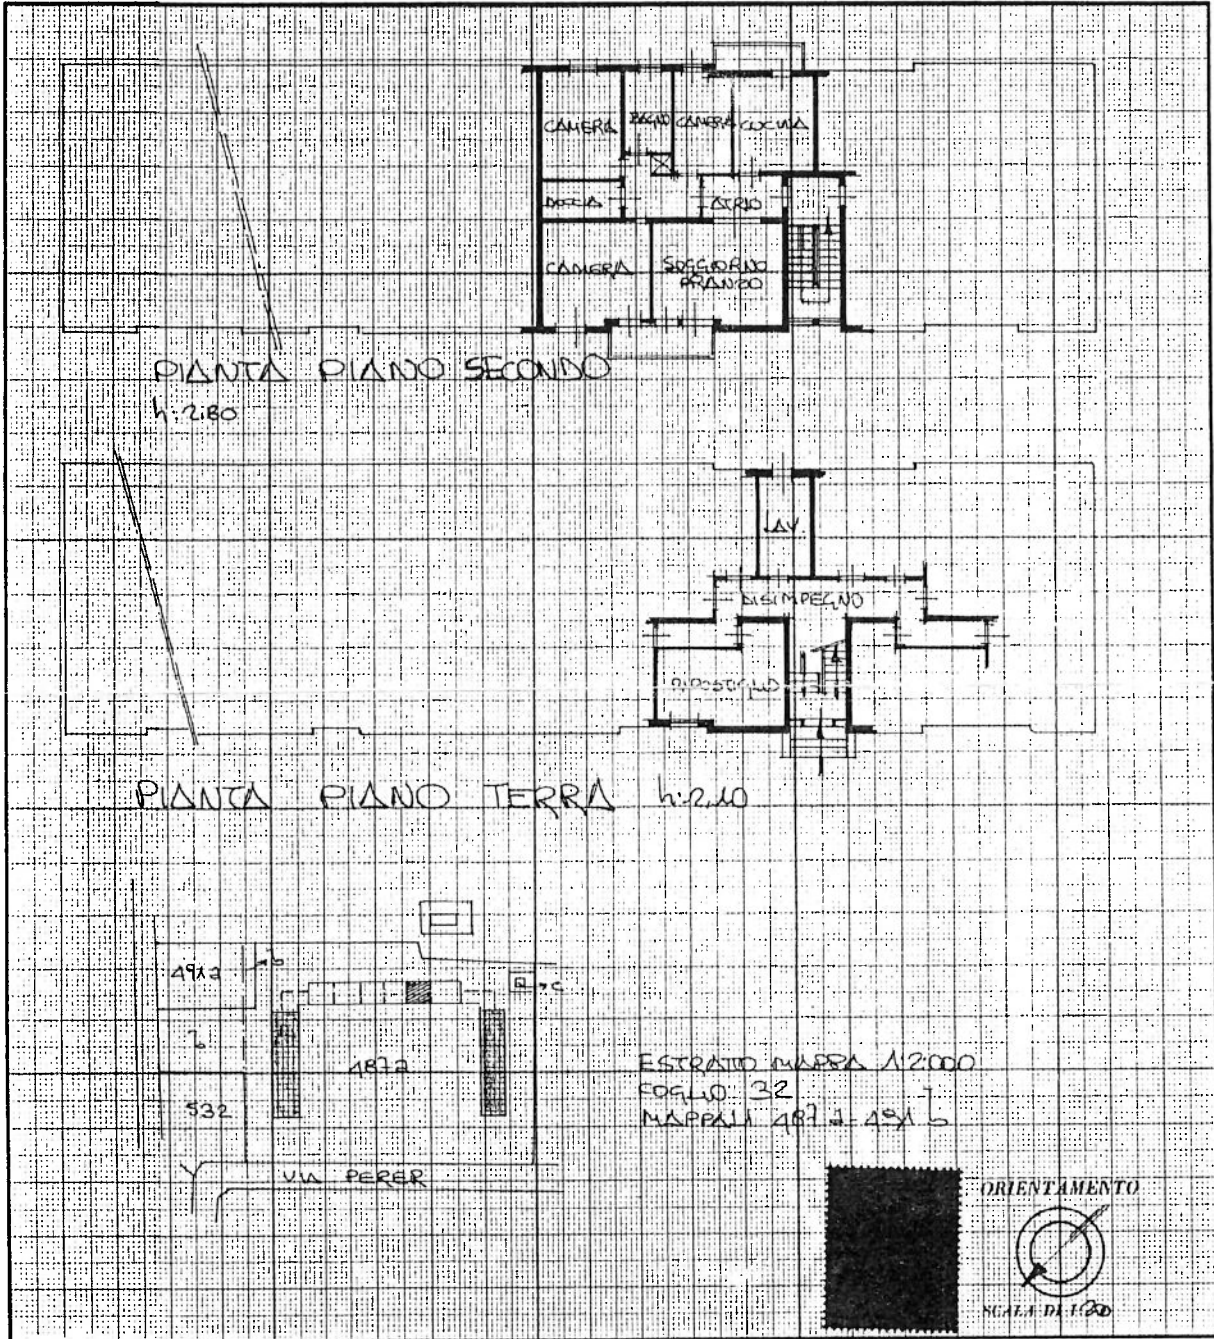 CAMERA BAGNO CAMERA CUCINA
DOCCIA ATRIO
CAMERA SOGGIORNO
PRANZO
PIANTA PIANO SECONDO
h: 2.80
LAV.
DISIMPEGNO
RIPOSTIGLIO
PIANTA PIANO TERRA h: 2,10
491a b
c
b
487a
532
VIA PERER
ESTRATTO MAPPA 1:2000
FOGLIO 32
MAPPALI 487 a - 491 b
ORIENTAMENTO
SCALA DI 1:200